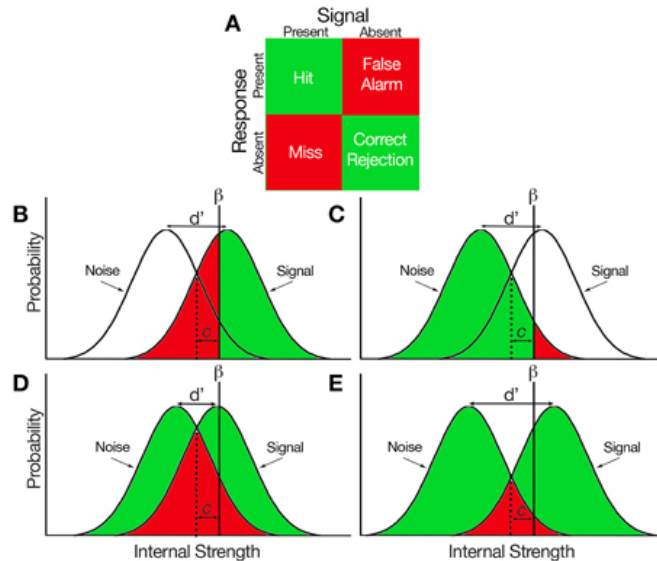 Signal
A
Present Absent
Response
Present
Absent
Hit
False
Alarm
Miss
Correct
Rejection
B
β
d'
Probability
Noise
Signal
c
C
β
d'
Noise
Signal
c
D
β
d'
Probability
Noise
Signal
c
Internal Strength
E
β
d'
Noise
Signal
c
Internal Strength